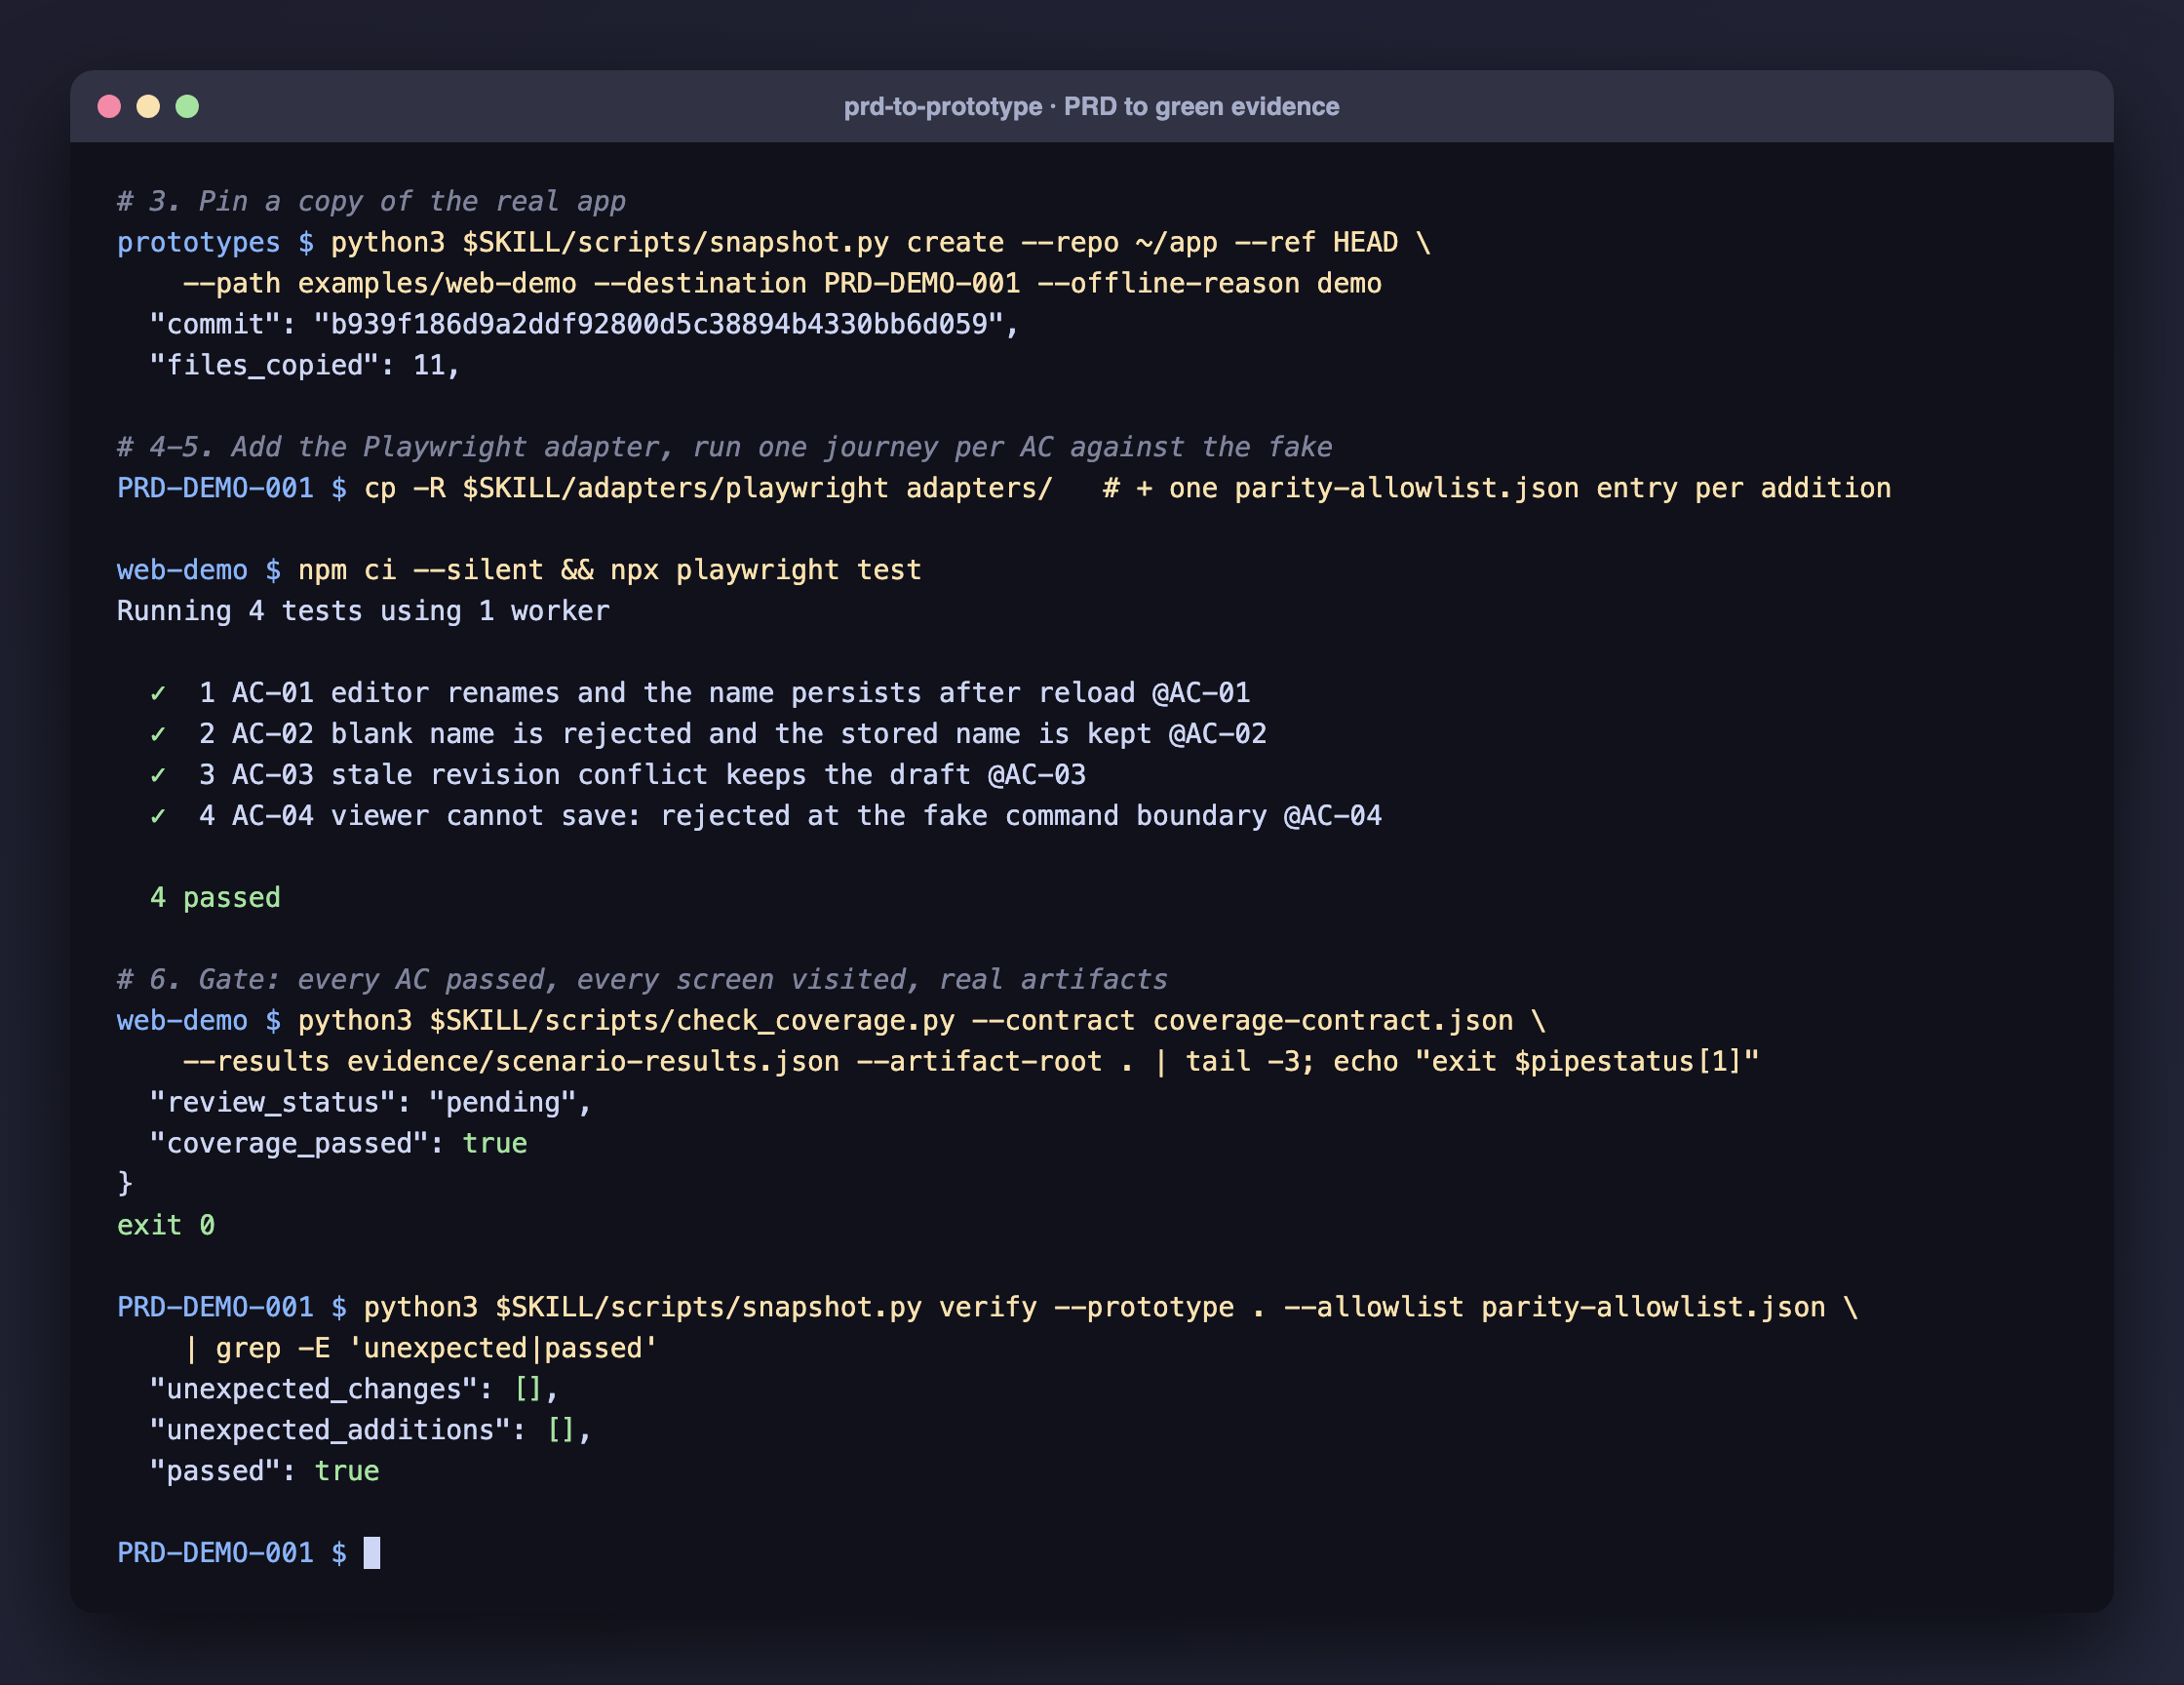 prd-to-prototype · PRD to green evidence
# 3. Pin a copy of the real app
prototypes $ python3 $SKILL/scripts/snapshot.py create --repo ~/app --ref HEAD \
--path examples/web-demo --destination PRD-DEMO-001 --offline-reason demo
"commit": "b939f186d9a2ddf92800d5c38894b4330bb6d059",
"files_copied": 11,
# 4-5. Add the Playwright adapter, run one journey per AC against the fake
PRD-DEMO-001 $ cp -R $SKILL/adapters/playwright adapters/   # + one parity-allowlist.json entry per addition
web-demo $ npm ci --silent && npx playwright test
Running 4 tests using 1 worker
✓  1 AC-01 editor renames and the name persists after reload @AC-01
✓  2 AC-02 blank name is rejected and the stored name is kept @AC-02
✓  3 AC-03 stale revision conflict keeps the draft @AC-03
✓  4 AC-04 viewer cannot save: rejected at the fake command boundary @AC-04
4 passed
# 6. Gate: every AC passed, every screen visited, real artifacts
web-demo $ python3 $SKILL/scripts/check_coverage.py --contract coverage-contract.json \
--results evidence/scenario-results.json --artifact-root . | tail -3; echo "exit $pipestatus[1]"
"review_status": "pending",
"coverage_passed": true
}
exit 0
PRD-DEMO-001 $ python3 $SKILL/scripts/snapshot.py verify --prototype . --allowlist parity-allowlist.json \
| grep -E 'unexpected|passed'
"unexpected_changes": [],
"unexpected_additions": [],
"passed": true
PRD-DEMO-001 $